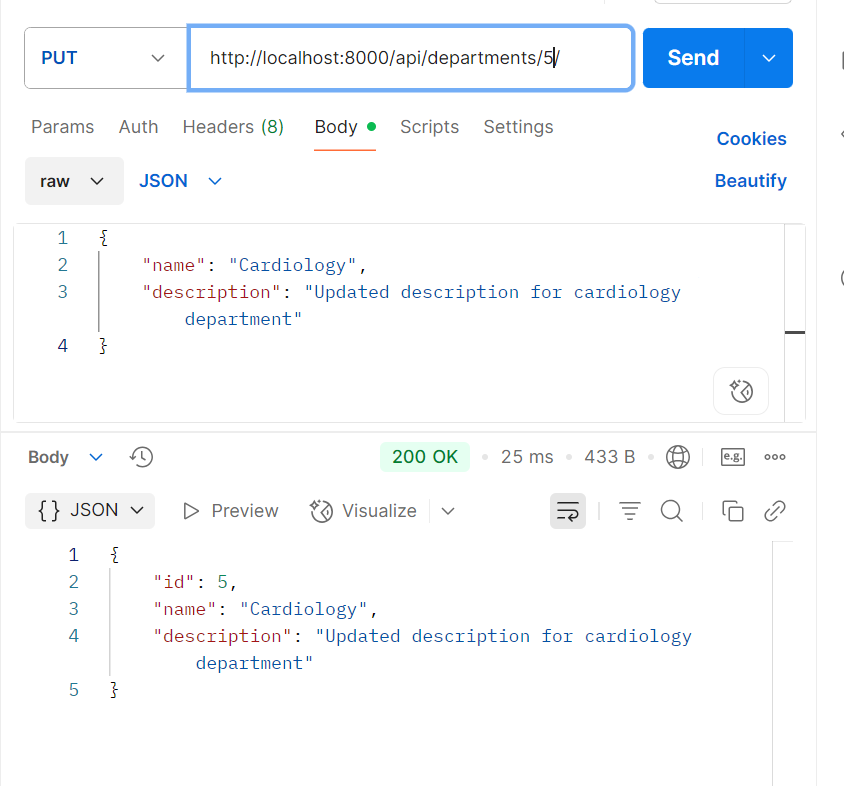 PUT http://localhost:8000/api/departments/5/ Send
Params Auth Headers (8) Body Scripts Settings Cookies
raw JSON Beautify
1 {
2 "name": "Cardiology",
3 "description": "Updated description for cardiology
department"
4 }
Body 200 OK 25 ms 433 B e.g.
{} JSON Preview Visualize
1 {
2 "id": 5,
3 "name": "Cardiology",
4 "description": "Updated description for cardiology
department"
5 }